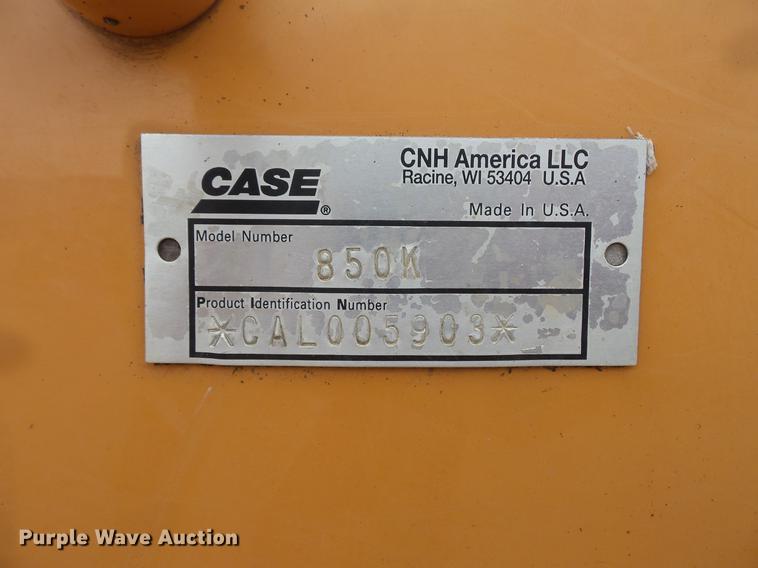 CASE®
CNH America LLC
Racine, WI 53404 U.S.A
Made In U.S.A.
Model Number
850K
Product Identification Number
*CAL005903*
Purple Wave Auction